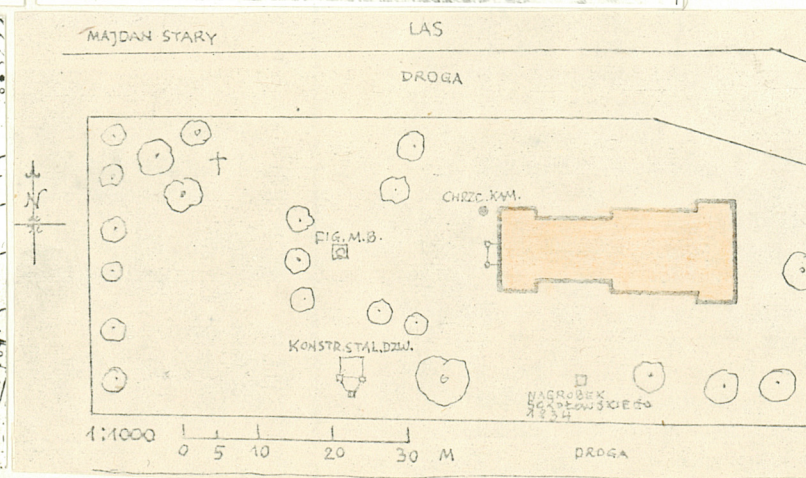 MAJDAN STARY
LAS
DROGA
N
CHRZC. KAM.
FIG. M. B.
KONSTR. STAL. DZW.
NAGROBEK
SOKOŁOWSKIEGO
1834
1:1000
0 5 10 20 30 M
DROGA